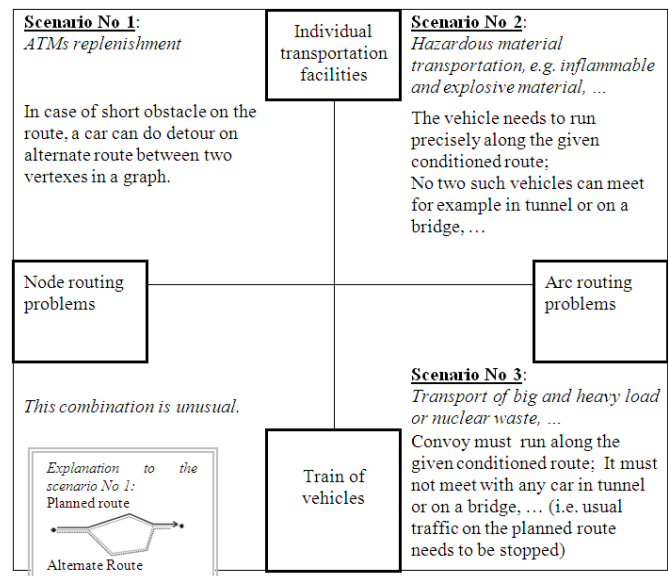 Scenario No 1:
ATMs replenishment
In case of short obstacle on the
route, a car can do detour on
alternate route between two
vertexes in a graph.
Individual
transportation
facilities
Scenario No 2:
Hazardous material
transportation, e.g. inflammable
and explosive material, …
The vehicle needs to run
precisely along the given
conditioned route;
No two such vehicles can meet
for example in tunnel or on a
bridge, …
Node routing
problems
Arc routing
problems
This combination is unusual.
Explanation to the
scenario No 1:
Planned route
Alternate Route
Train of
vehicles
Scenario No 3:
Transport of big and heavy load
or nuclear waste, …
Convoy must run along the
given conditioned route; It must
not meet with any car in tunnel
or on a bridge, … (i.e. usual
traffic on the planned route
needs to be stopped)